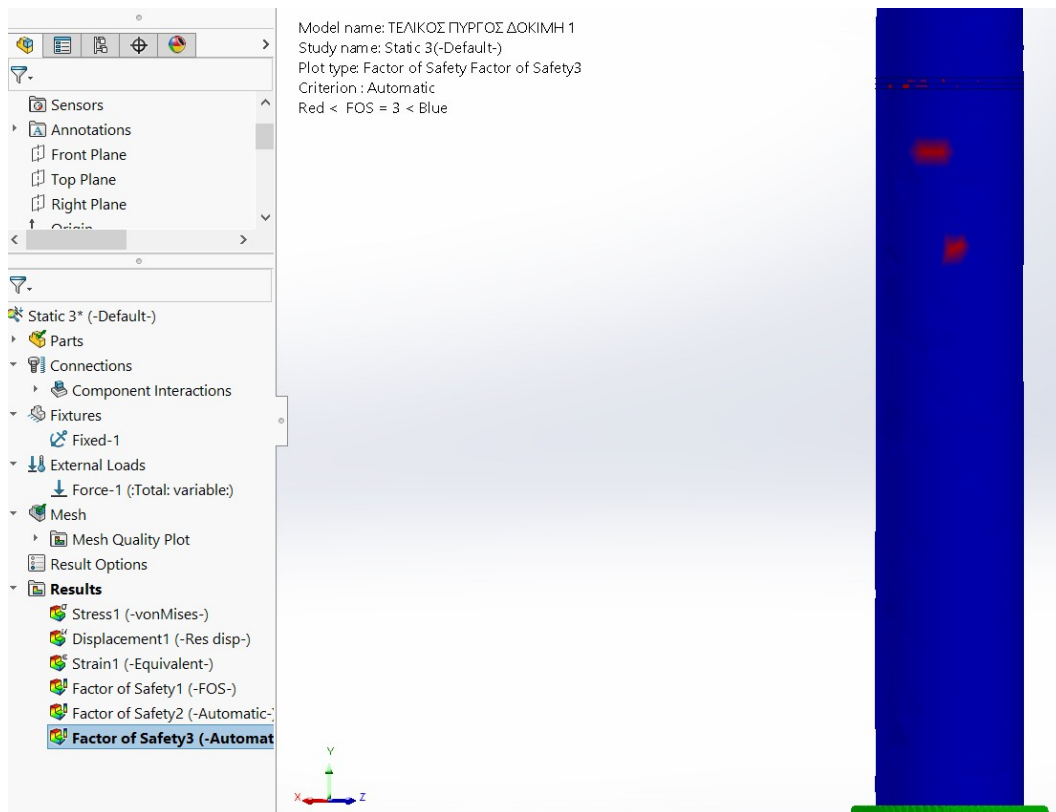 Model name: ΤΕΛΙΚΟΣ ΠΥΡΓΟΣ ΔΟΚΙΜΗ 1
Study name: Static 3(-Default-)
Plot type: Factor of Safety Factor of Safety3
Criterion : Automatic
Red < FOS = 3 < Blue
Sensors
Annotations
Front Plane
Top Plane
Right Plane
Origin
Static 3* (-Default-)
Parts
Connections
Component Interactions
Fixtures
Fixed-1
External Loads
Force-1 (:Total: variable:)
Mesh
Mesh Quality Plot
Result Options
Results
Stress1 (-vonMises-)
Displacement1 (-Res disp-)
Strain1 (-Equivalent-)
Factor of Safety1 (-FOS-)
Factor of Safety2 (-Automatic-)
Factor of Safety3 (-Automat
Y
X Z